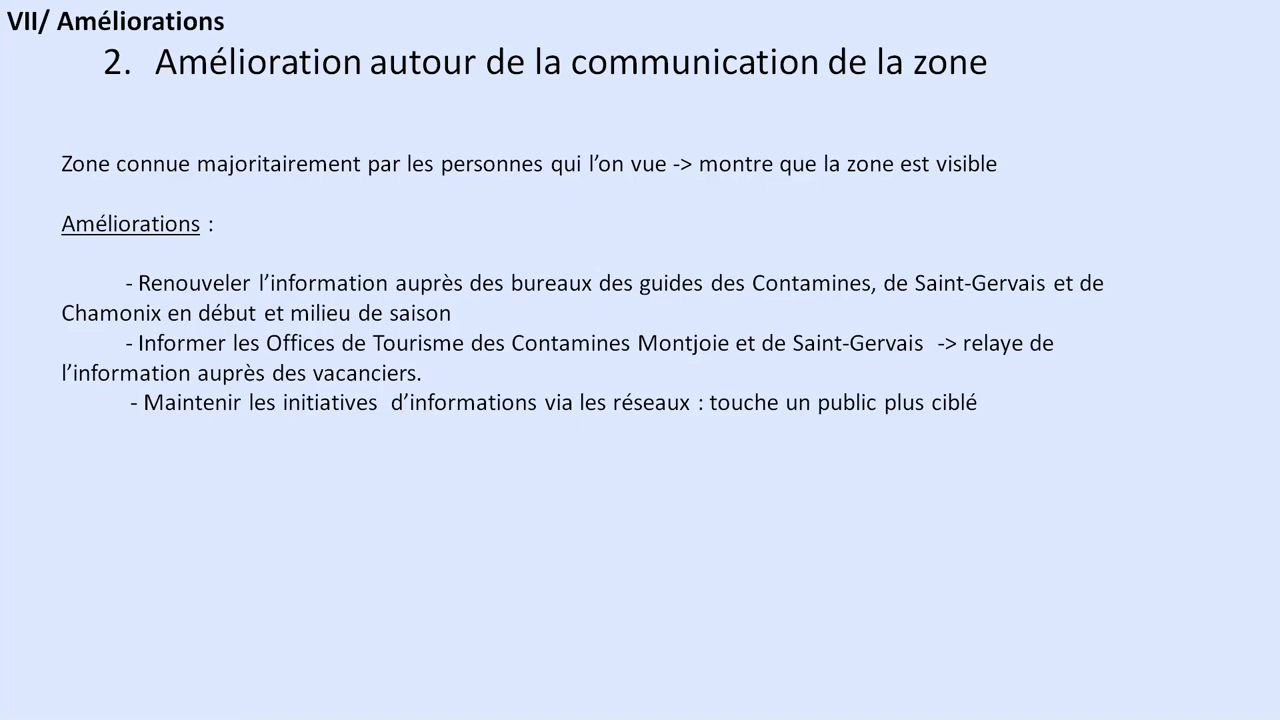 VII/ Améliorations
2. Amélioration autour de la communication de la zone
Zone connue majoritairement par les personnes qui l’on vue -> montre que la zone est visible
Améliorations :
- Renouveler l’information auprès des bureaux des guides des Contamines, de Saint-Gervais et de
Chamonix en début et milieu de saison
- Informer les Offices de Tourisme des Contamines Montjoie et de Saint-Gervais -> relaye de
l’information auprès des vacanciers.
- Maintenir les initiatives d’informations via les réseaux : touche un public plus ciblé